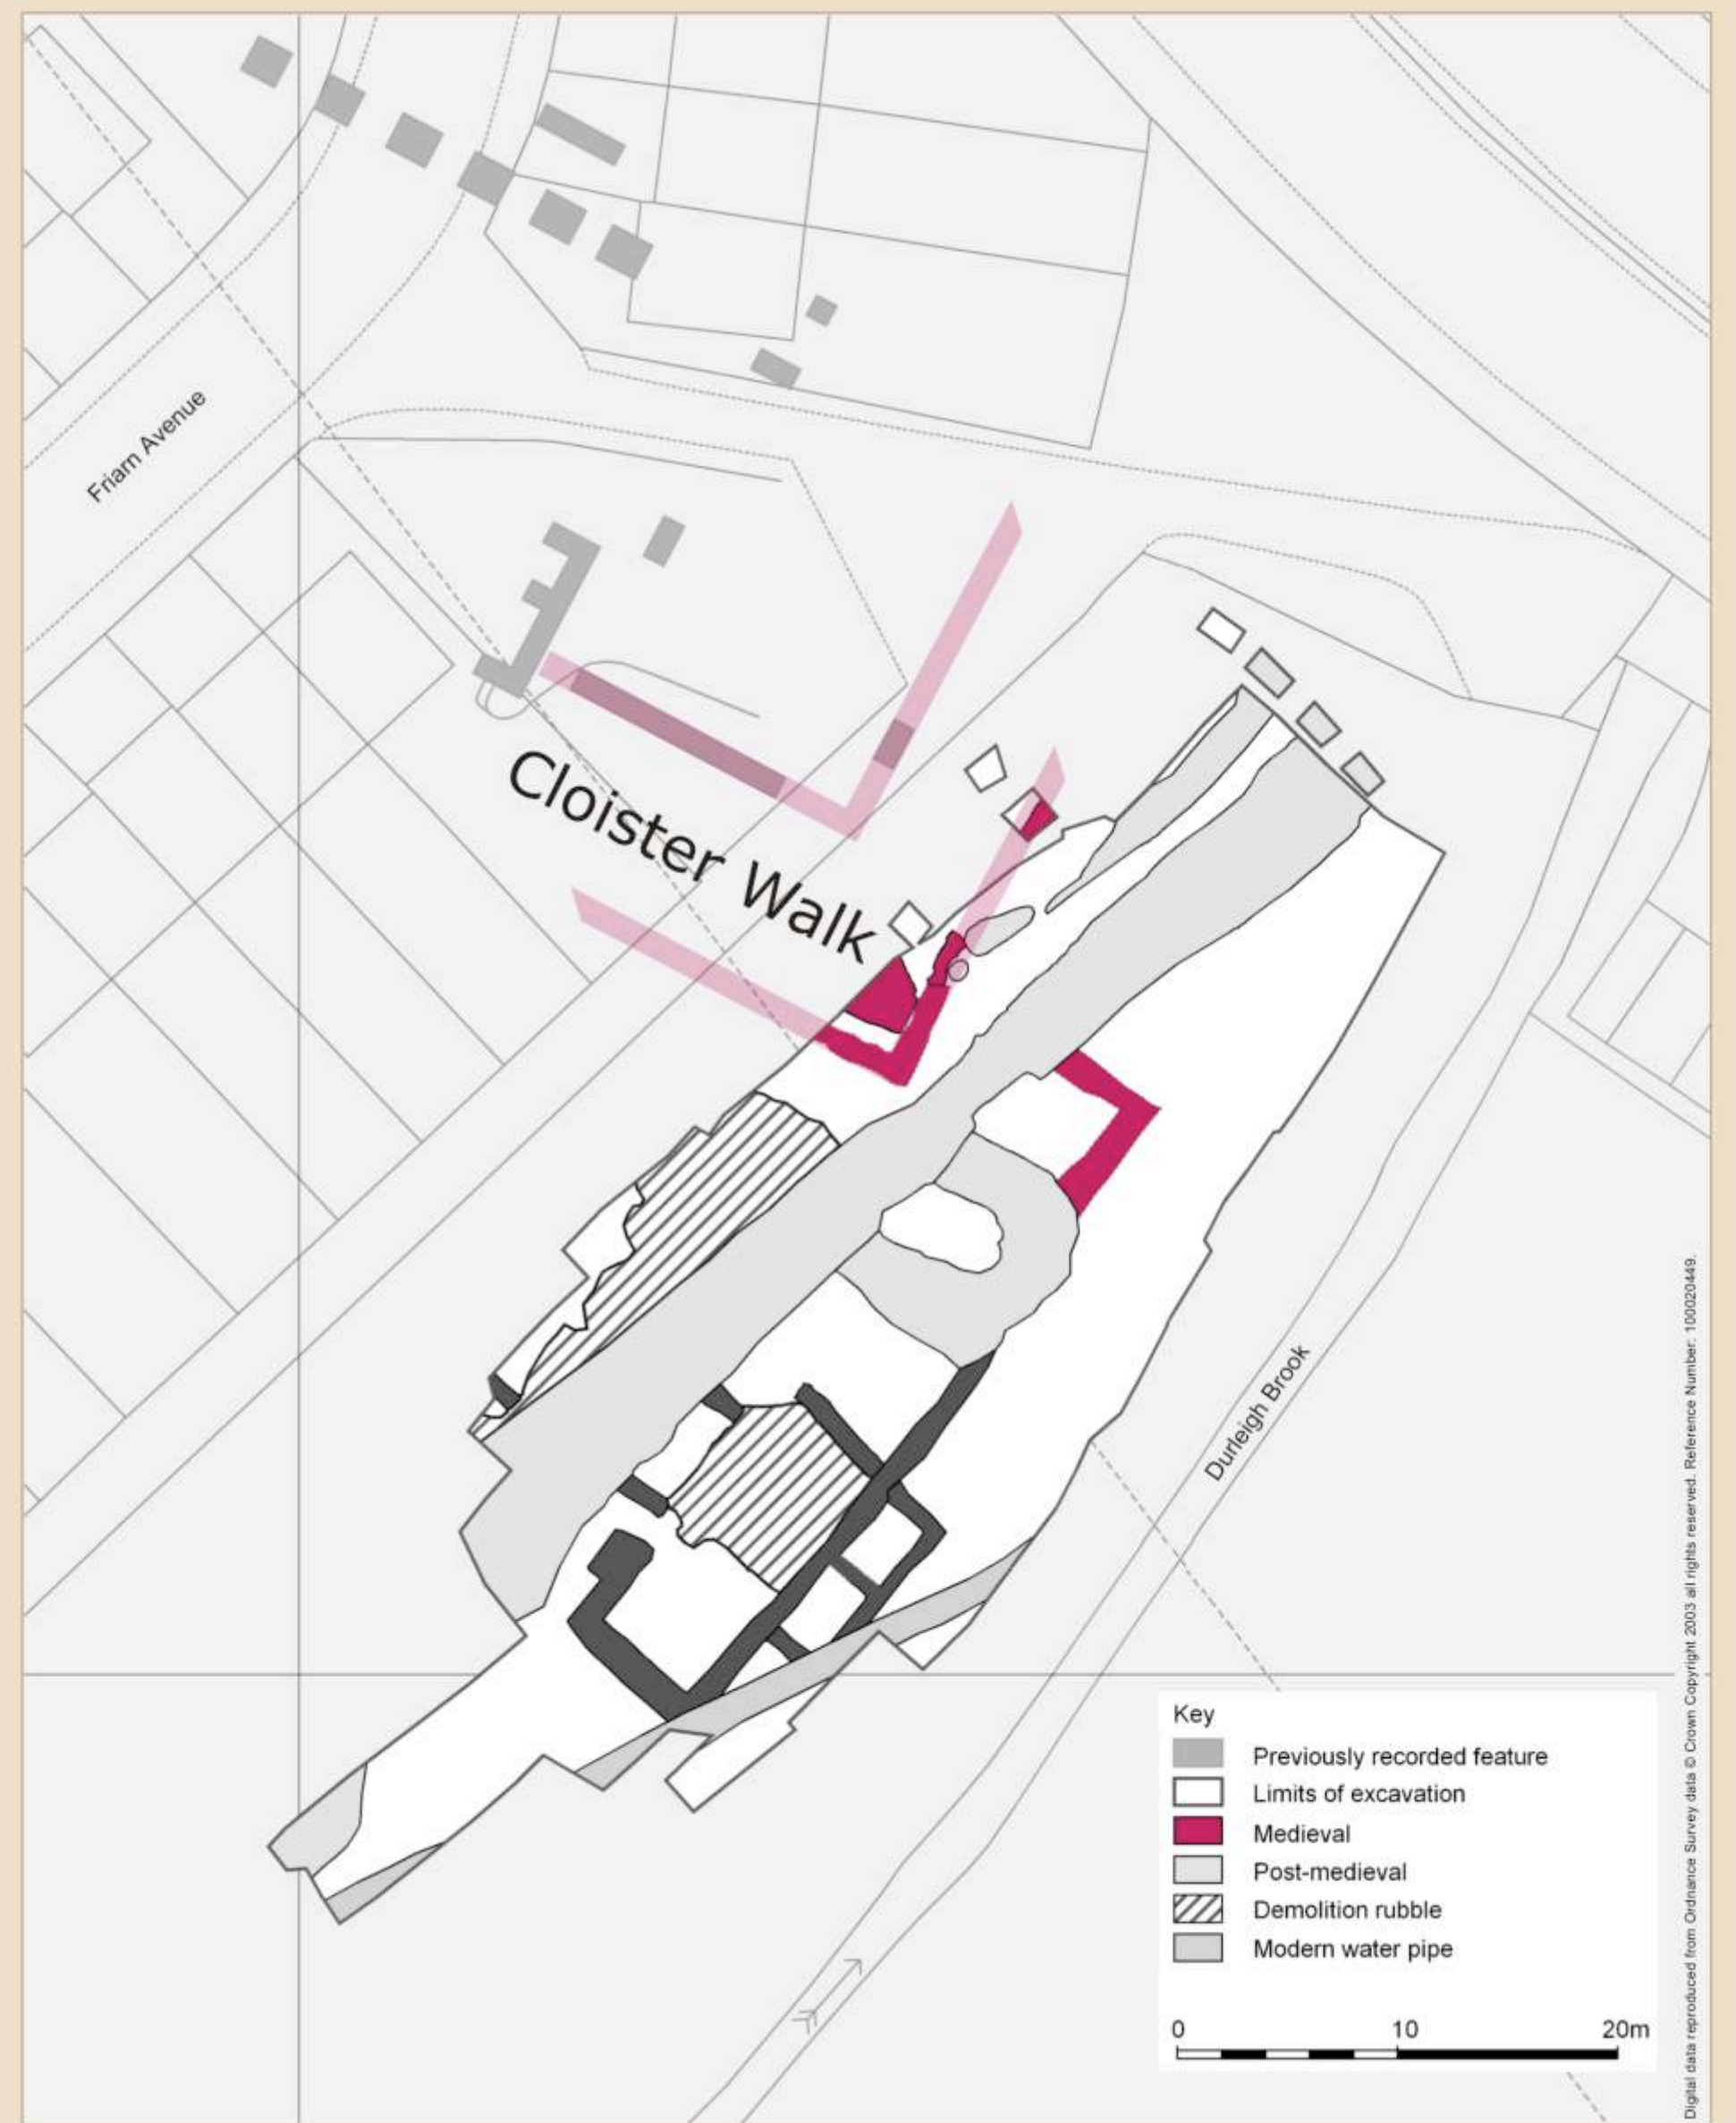 Friarn Avenue
Cloister Walk
Durleigh Brook
Key
Previously recorded feature
Limits of excavation
Medieval
Post-medieval
Demolition rubble
Modern water pipe
0 10 20m
Digital data reproduced from Ordnance Survey data © Crown Copyright 2003 all rights reserved. Reference Number: 100020449.